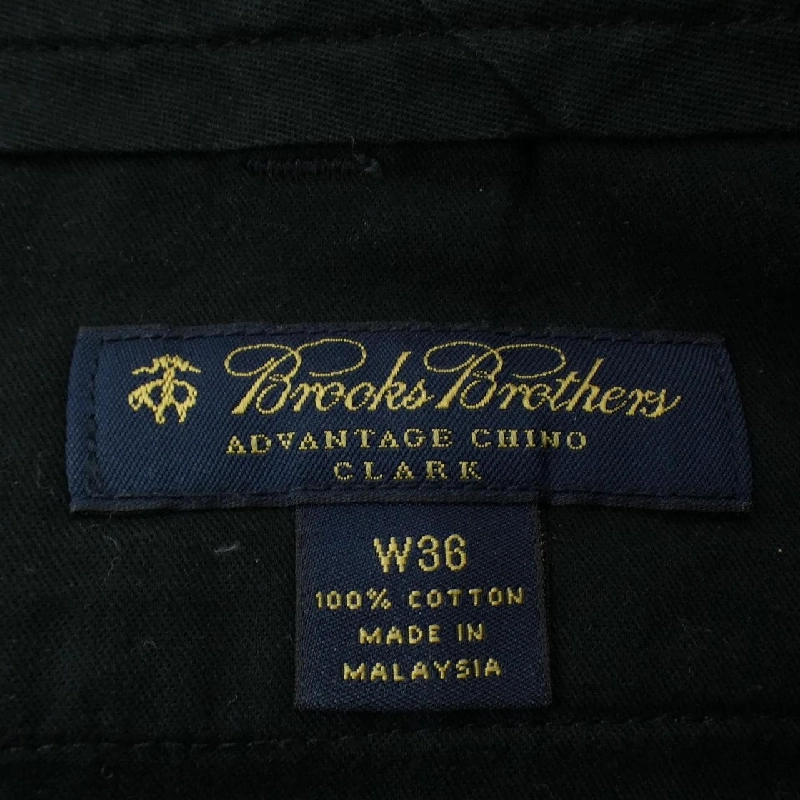 Brooks Brothers
ADVANTAGE CHINO
CLARK
W36
100% COTTON
MADE IN
MALAYSIA